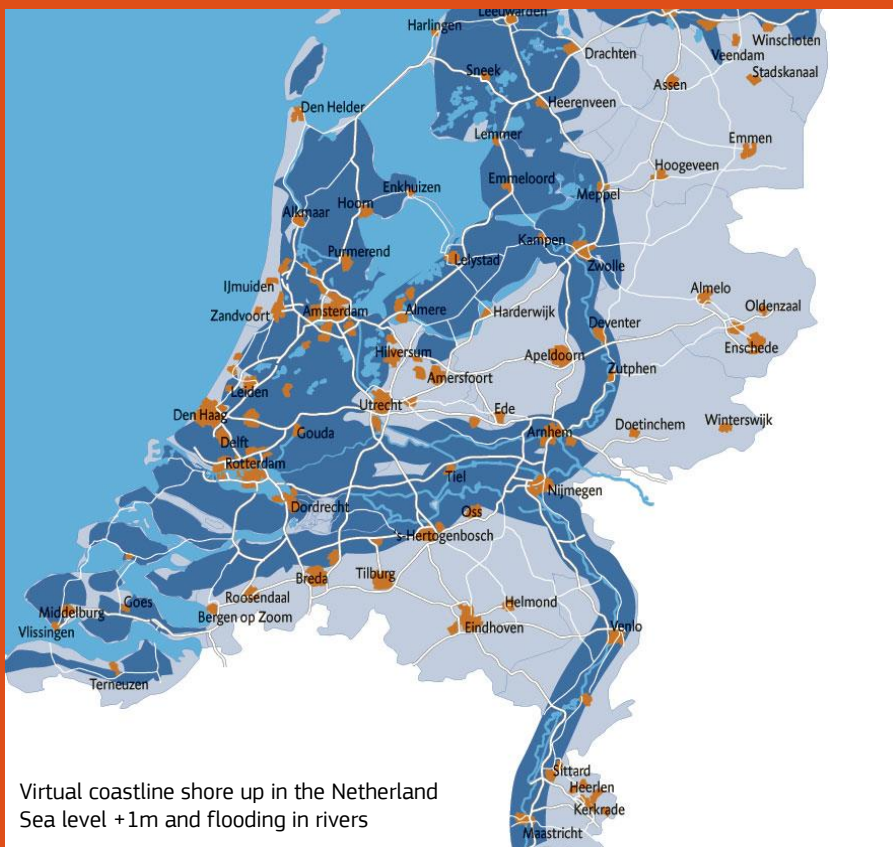 Leeuwarden
Harlingen
Winschoten
Drachten
Veendam
Sneek
Stadskanaal
Assen
Heerenveen
Den Helder
Lemmer
Emmen
Hoogeveen
Emmeloord
Enkhuizen
Meppel
Hoorn
Alkmaar
Kampen
Purmerend
Lelystad
Zwolle
IJmuiden
Almelo
Oldenzaal
Zandvoort
Amsterdam
Almere
Harderwijk
Deventer
Enschede
Hilversum
Apeldoorn
Amersfoort
Zutphen
Leiden
Utrecht
Ede
Den Haag
Doetinchem
Winterswijk
Gouda
Arnhem
Delft
Rotterdam
Tiel
Nijmegen
Dordrecht
Oss
's-Hertogenbosch
Breda
Tilburg
Roosendaal
Helmond
Goes
Middelburg
Bergen op Zoom
Eindhoven
Venlo
Vlissingen
Terneuzen
Sittard
Heerlen
Kerkrade
Maastricht
Virtual coastline shore up in the Netherland
Sea level +1m and flooding in rivers